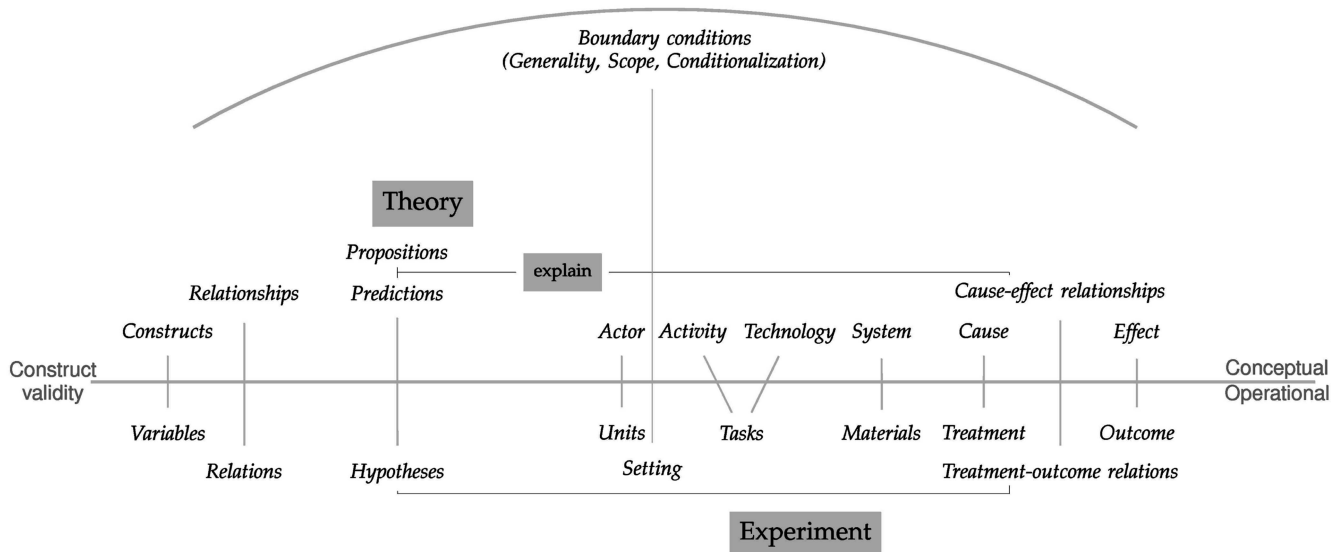 Boundary conditions
(Generality, Scope, Conditionalization)
Theory
Propositions
explain
Relationships
Predictions
Cause-effect relationships
Constructs
Actor
Activity
Technology
System
Cause
Effect
Construct
validity
Conceptual
Operational
Variables
Units
Tasks
Materials
Treatment
Outcome
Relations
Hypotheses
Setting
Treatment-outcome relations
Experiment